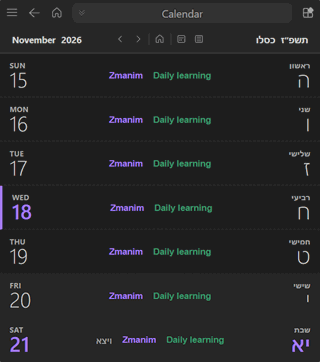 Calendar
November 2026
תשפ״ז כסלו
SUN ראשון
15 Zmanim Daily learning ה
MON שני
16 Zmanim Daily learning ו
TUE שלישי
17 Zmanim Daily learning ז
WED רביעי
18 Zmanim Daily learning ח
THU חמישי
19 Zmanim Daily learning ט
FRI שישי
20 Zmanim Daily learning י
SAT שבת
21 ויצא Zmanim Daily learning יא